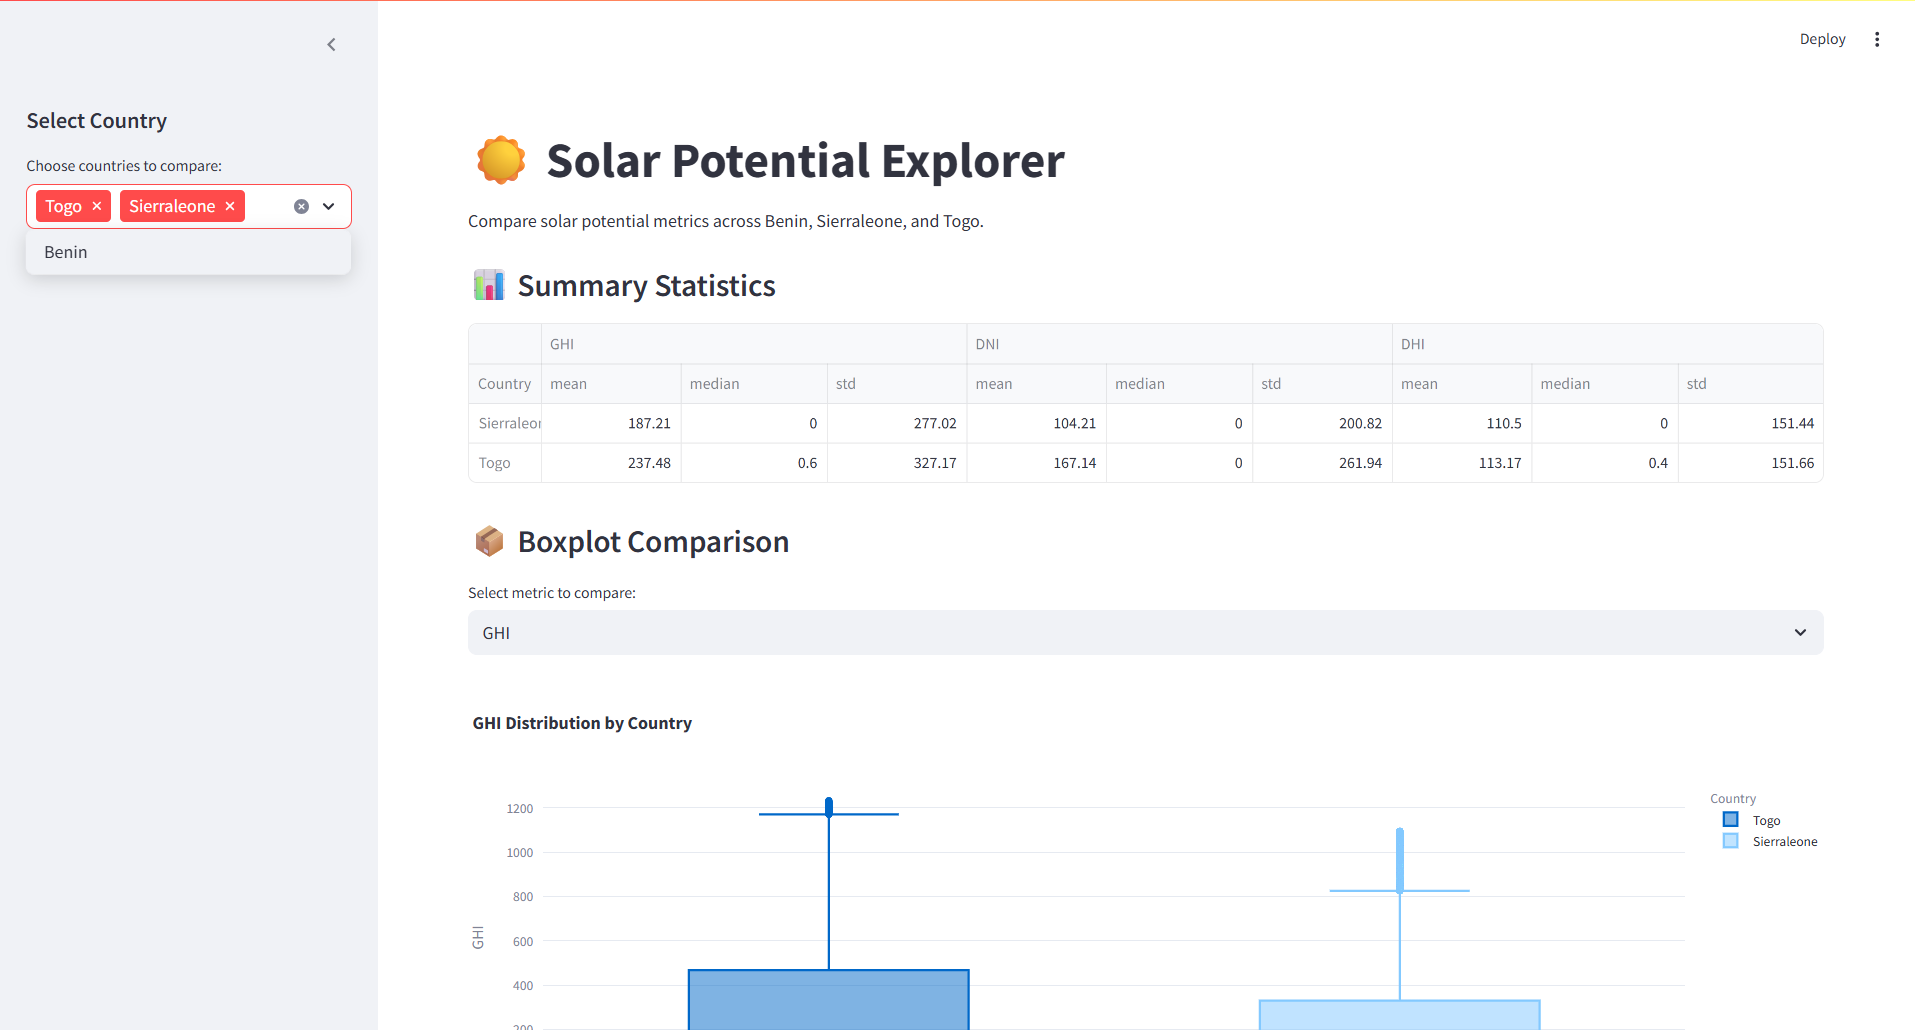 Deploy
Select Country
Choose countries to compare:
Togo × Sierraleone ×
Benin
Solar Potential Explorer
Compare solar potential metrics across Benin, Sierraleone, and Togo.
Summary Statistics
GHI DNI DHI
Country mean median std mean median std mean median std
Sierraleon 187.21 0 277.02 104.21 0 200.82 110.5 0 151.44
Togo 237.48 0.6 327.17 167.14 0 261.94 113.17 0.4 151.66
Boxplot Comparison
Select metric to compare:
GHI
GHI Distribution by Country
Country
Togo
Sierraleone
1200
1000
800
600
400
200
GHI